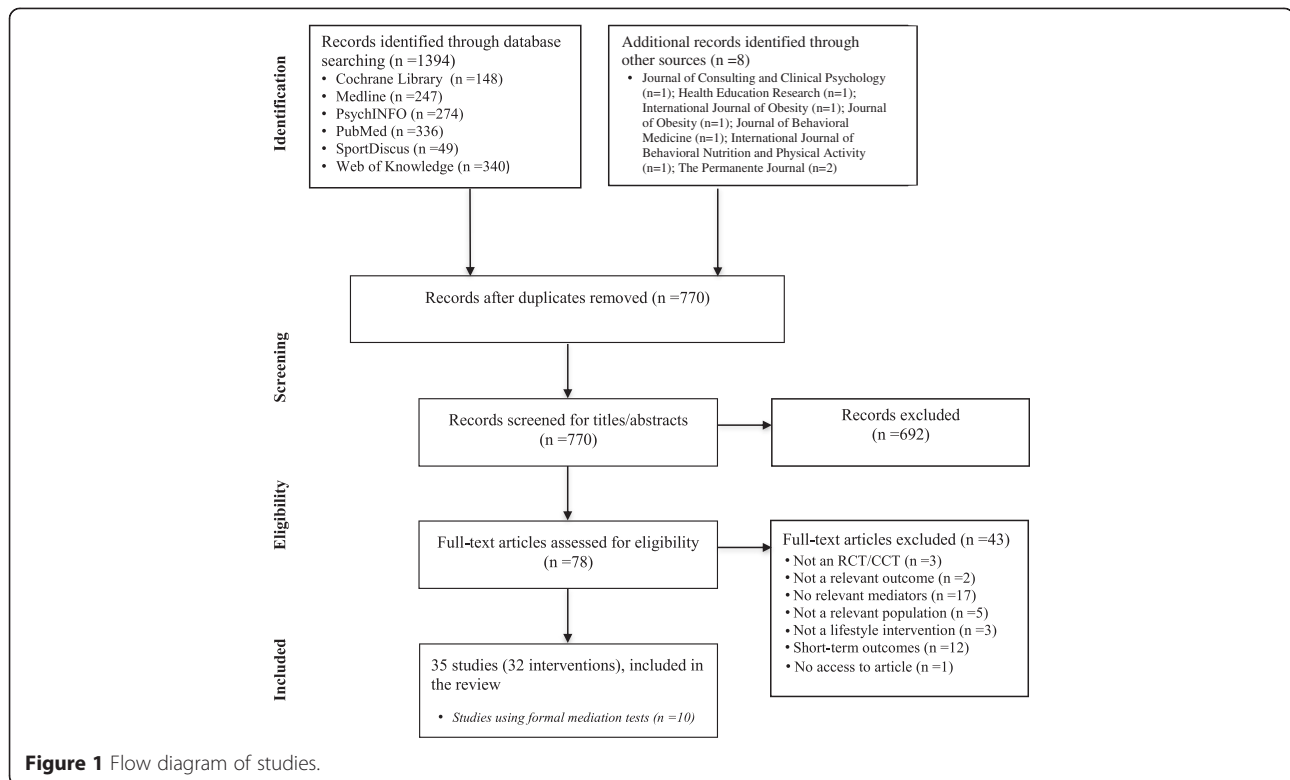 Identification
Records identified through database
searching (n =1394)
• Cochrane Library (n =148)
• Medline (n =247)
• PsychINFO (n =274)
• PubMed (n =336)
• SportDiscus (n =49)
• Web of Knowledge (n =340)
Additional records identified through
other sources (n =8)
• Journal of Consulting and Clinical Psychology
(n=1); Health Education Research (n=1);
International Journal of Obesity (n=1); Journal
of Obesity (n=1); Journal of Behavioral
Medicine (n=1); International Journal of
Behavioral Nutrition and Physical Activity
(n=1); The Permanente Journal (n=2)
Records after duplicates removed (n =770)
Screening
Records screened for titles/abstracts
(n =770)
Records excluded
(n =692)
Eligibility
Full-text articles assessed for eligibility
(n =78)
Full-text articles excluded (n =43)
• Not an RCT/CCT (n =3)
• Not a relevant outcome (n =2)
• No relevant mediators (n =17)
• Not a relevant population (n =5)
• Not a lifestyle intervention (n =3)
• Short-term outcomes (n =12)
• No access to article (n =1)
Included
35 studies (32 interventions), included in
the review
• Studies using formal mediation tests (n =10)
Figure 1 Flow diagram of studies.